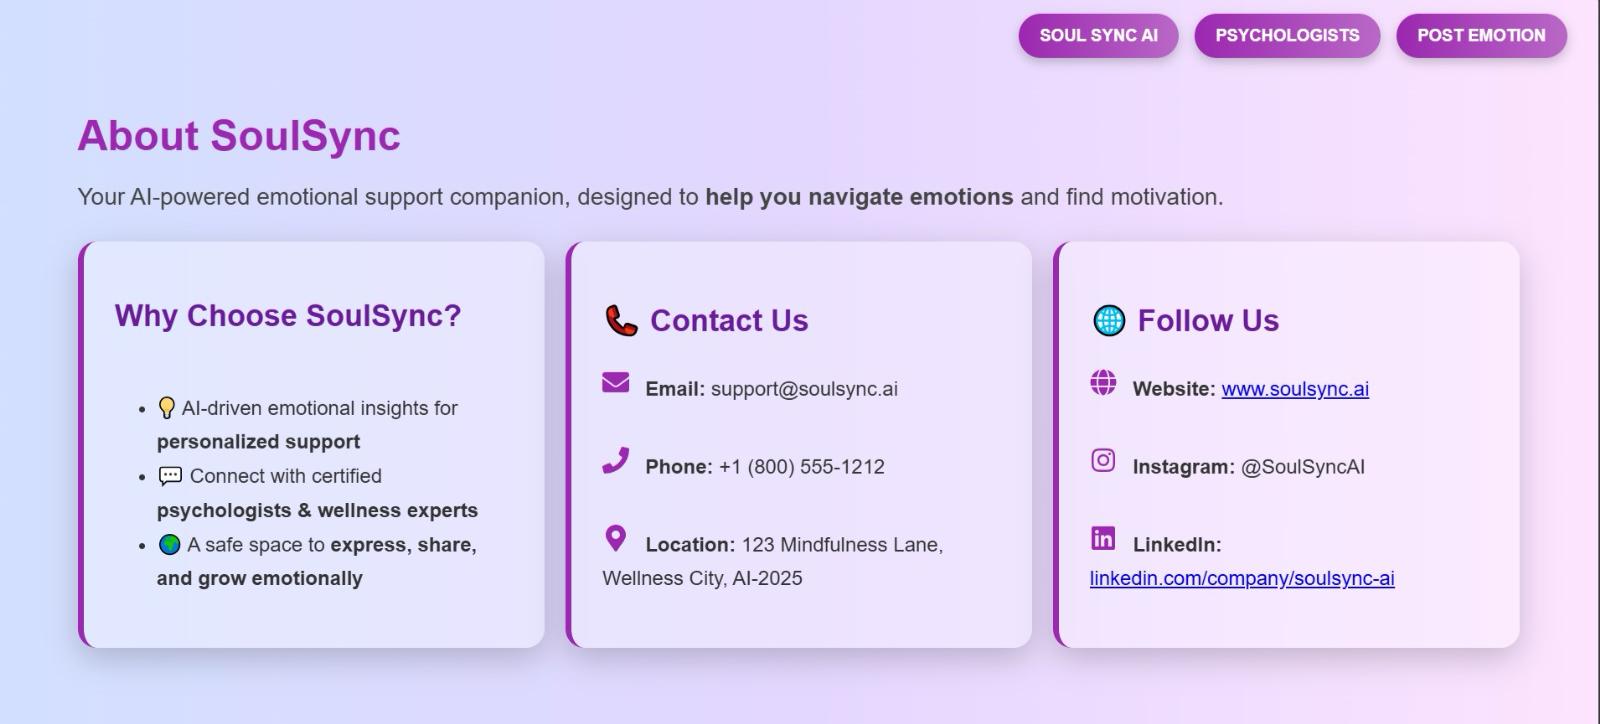 SOUL SYNC AI
PSYCHOLOGISTS
POST EMOTION
About SoulSync
Your AI-powered emotional support companion, designed to help you navigate emotions and find motivation.
Why Choose SoulSync?
AI-driven emotional insights for
personalized support
Connect with certified
psychologists & wellness experts
A safe space to express, share,
and grow emotionally
Contact Us
Email: support@soulsync.ai
Phone: +1 (800) 555-1212
Location: 123 Mindfulness Lane,
Wellness City, AI-2025
Follow Us
Website: www.soulsync.ai
Instagram: @SoulSyncAI
LinkedIn:
linkedin.com/company/soulsync-ai